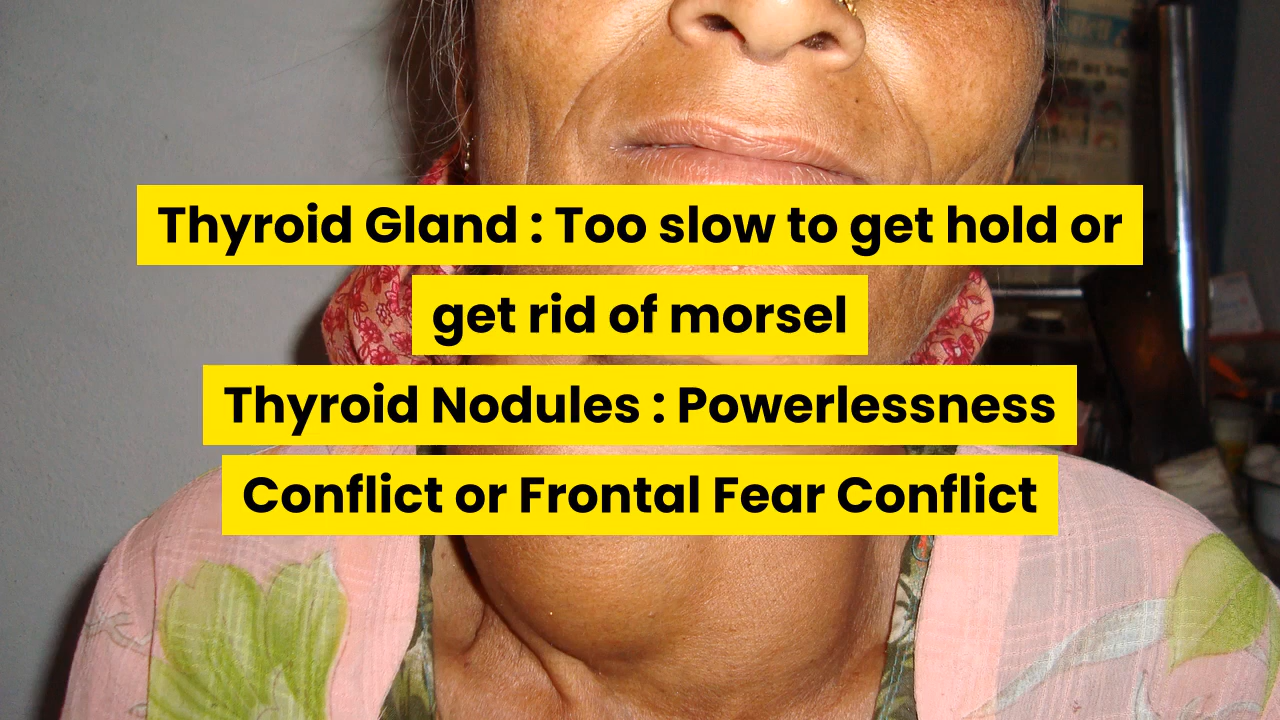 Thyroid Gland : Too slow to get hold or
get rid of morsel
Thyroid Nodules : Powerlessness
Conflict or Frontal Fear Conflict